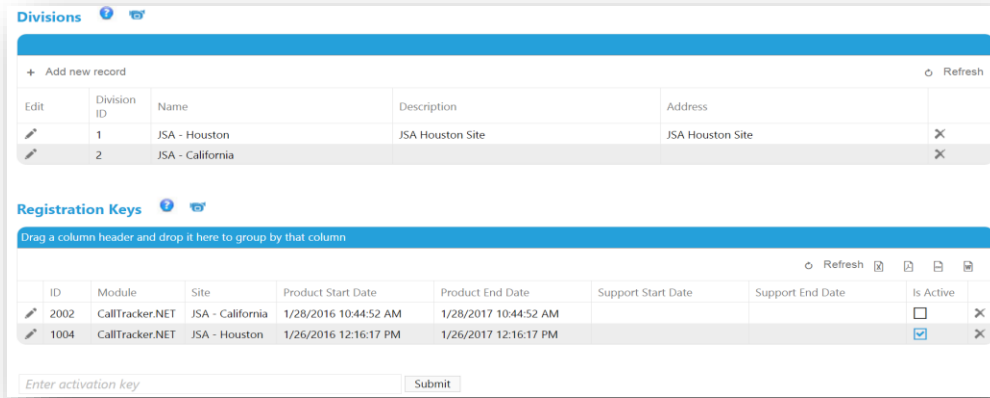 Divisions
+ Add new record Refresh
Edit Division ID Name Description Address
1 JSA - Houston JSA Houston Site JSA Houston Site
2 JSA - California
Registration Keys
Drag a column header and drop it here to group by that column
Refresh
ID Module Site Product Start Date Product End Date Support Start Date Support End Date Is Active
2002 CallTracker.NET JSA - California 1/28/2016 10:44:52 AM 1/28/2017 10:44:52 AM
1004 CallTracker.NET JSA - Houston 1/26/2016 12:16:17 PM 1/26/2017 12:16:17 PM
Enter activation key Submit